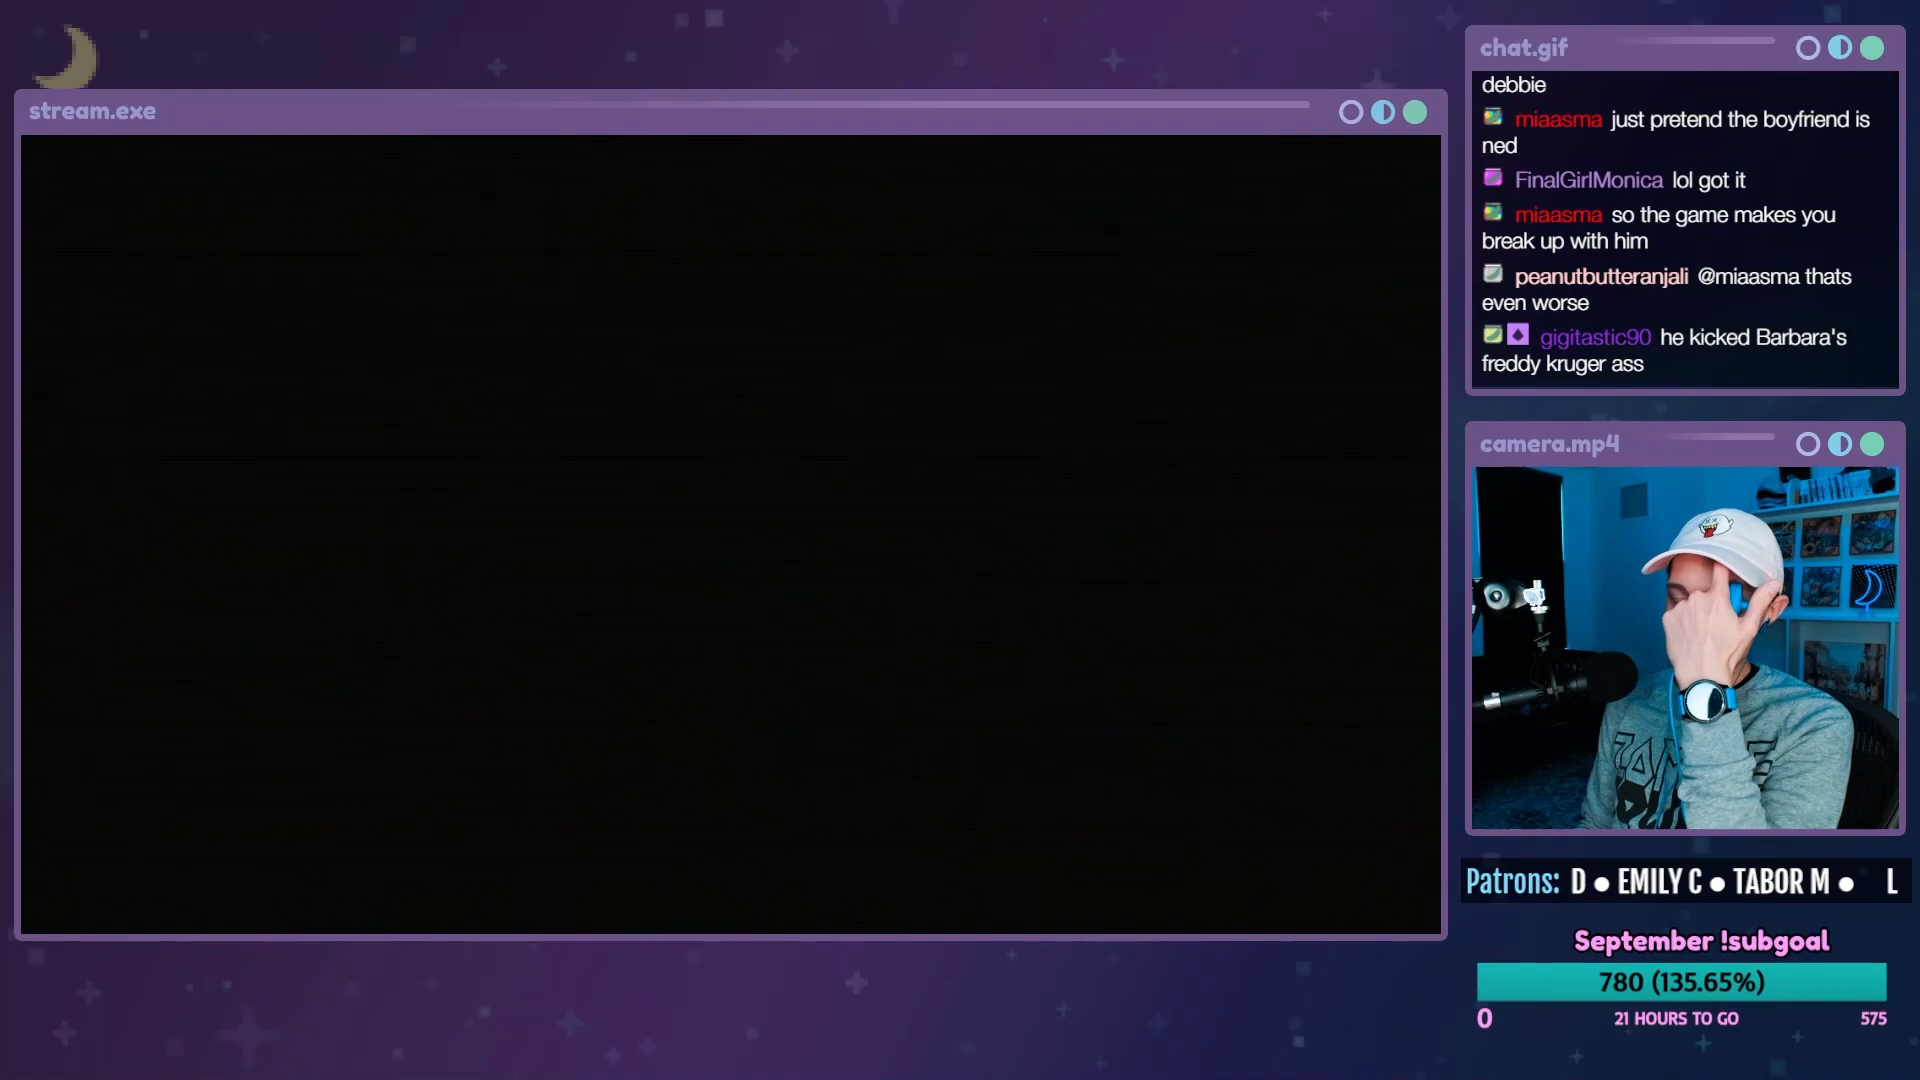 stream.exe
chat.gif
debbie
miaasma just pretend the boyfriend is
ned
FinalGirlMonica lol got it
miaasma so the game makes you
break up with him
peanutbutteranjali @miaasma thats
even worse
gigitastic90 he kicked Barbara's
freddy kruger ass
camera.mp4
Patrons: D ● EMILY C ● TABOR M ● L
September !subgoal
780 (135.65%)
0
21 HOURS TO GO
575